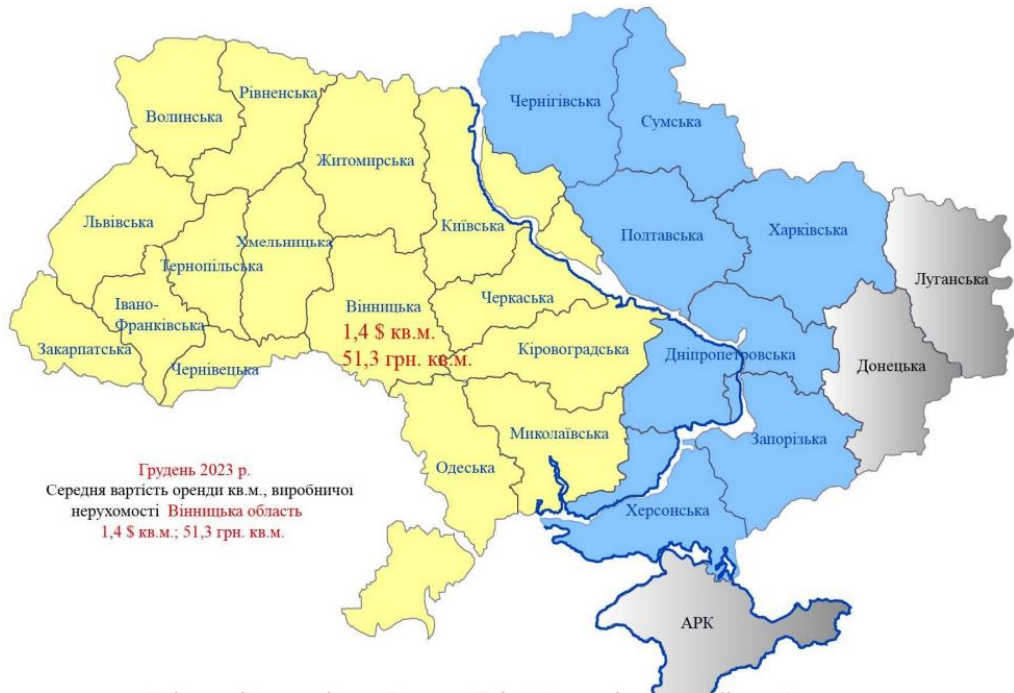 Чернігівська
Сумська
Рівненська
Волинська
Житомирська
Львівська
Київська
Полтавська
Харківська
Хмельницька
Тернопільська
Луганська
Івано-
Франківська
Вінницька
1,4 $ кв.м.
51,3 грн. кв.м.
Черкаська
Закарпатська
Чернівецька
Кіровоградська
Дніпропетровська
Донецька
Миколаївська
Запорізька
Одеська
Херсонська
АРК
Грудень 2023 р.
Середня вартість оренди кв.м., виробничої
нерухомості Вінницька область
1,4 $ кв.м.; 51,3 грн. кв.м.